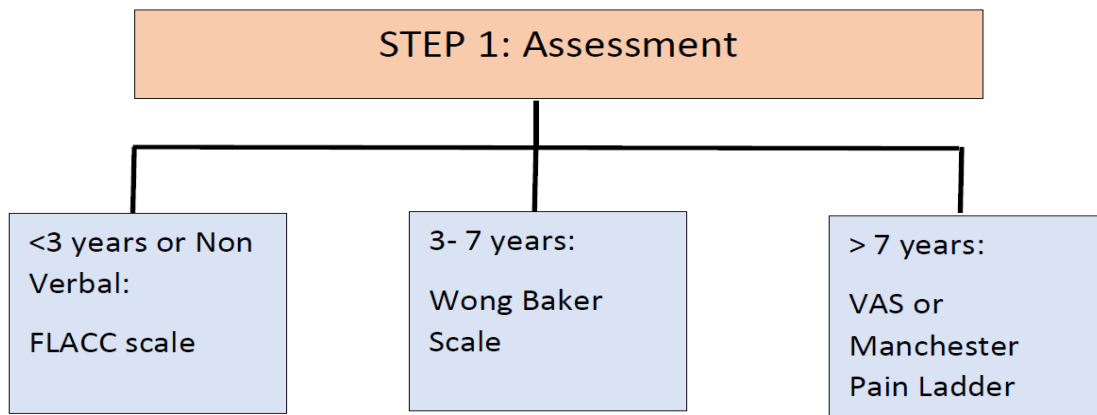 STEP 1: Assessment
<3 years or Non
Verbal:
FLACC scale
3- 7 years:
Wong Baker
Scale
> 7 years:
VAS or
Manchester
Pain Ladder